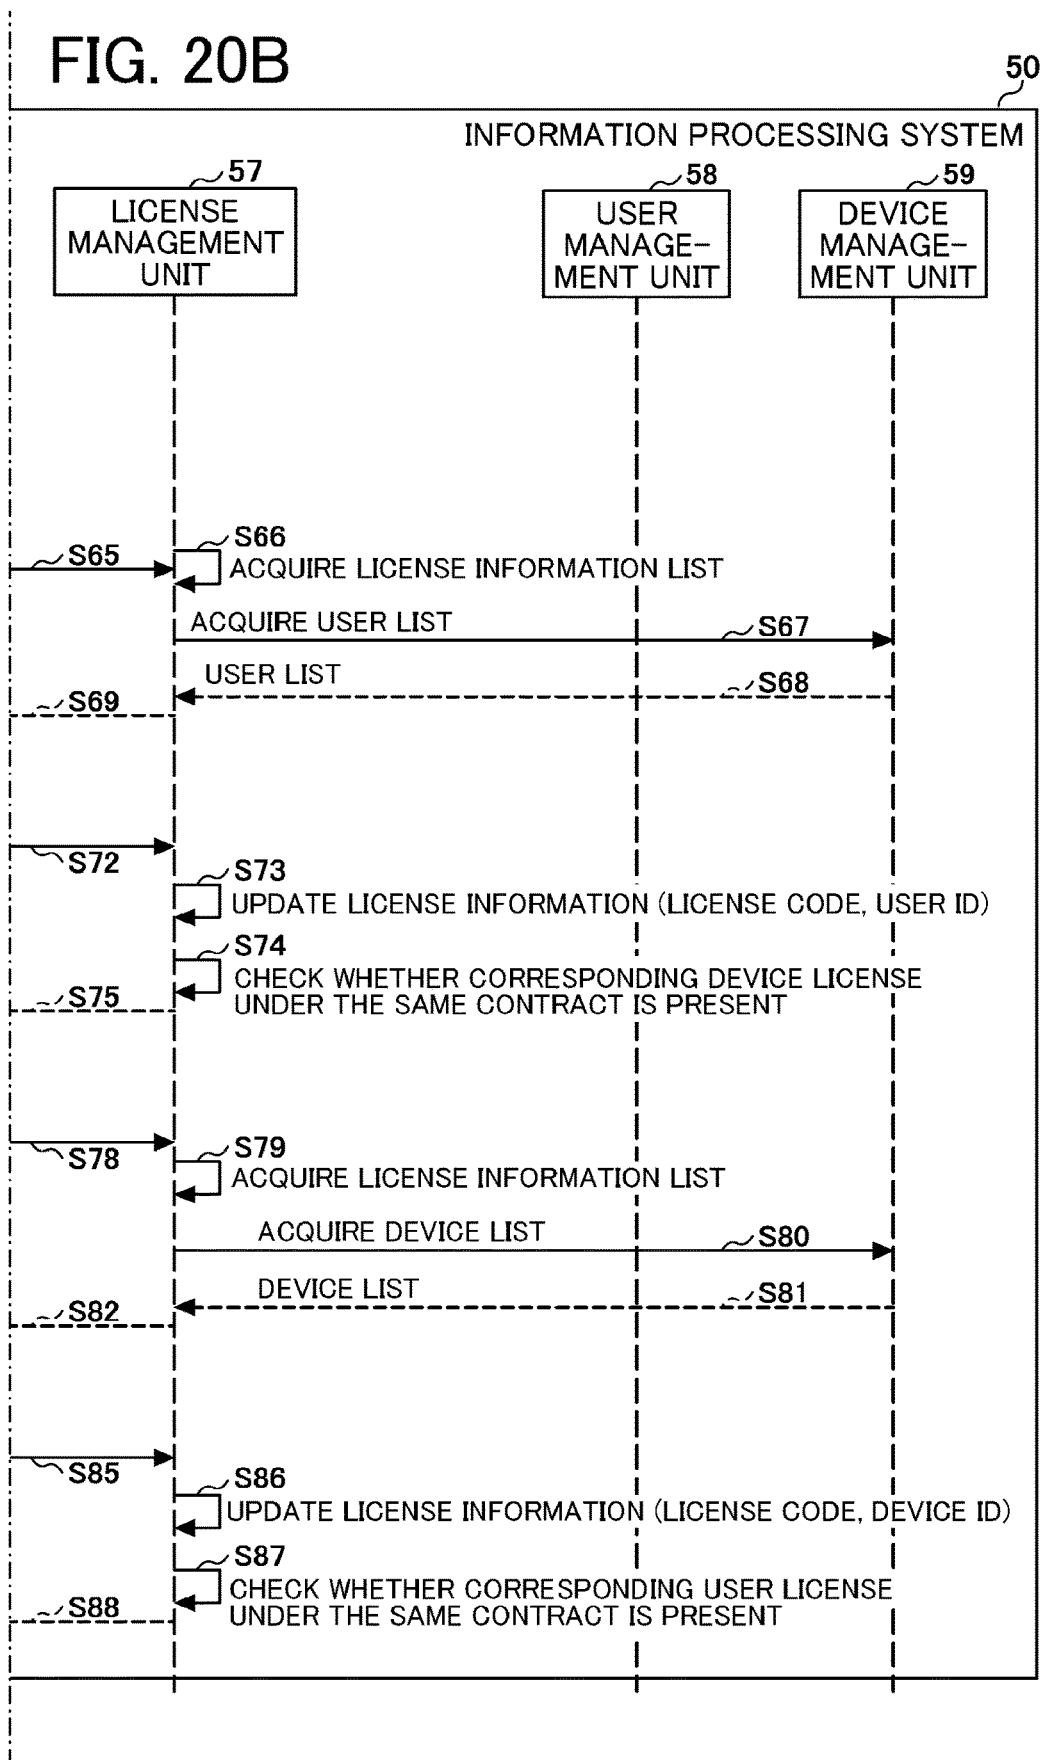 FIG. 20B
50
INFORMATION PROCESSING SYSTEM
57
LICENSE
MANAGEMENT
UNIT
58
USER
MANAGE-
MENT UNIT
59
DEVICE
MANAGE-
MENT UNIT
S65
S66
ACQUIRE LICENSE INFORMATION LIST
ACQUIRE USER LIST
S67
USER LIST
S68
S69
S72
S73
UPDATE LICENSE INFORMATION (LICENSE CODE, USER ID)
S74
CHECK WHETHER CORRESPONDING DEVICE LICENSE
UNDER THE SAME CONTRACT IS PRESENT
S75
S78
S79
ACQUIRE LICENSE INFORMATION LIST
ACQUIRE DEVICE LIST
S80
DEVICE LIST
S81
S82
S85
S86
UPDATE LICENSE INFORMATION (LICENSE CODE, DEVICE ID)
S87
CHECK WHETHER CORRESPONDING USER LICENSE
UNDER THE SAME CONTRACT IS PRESENT
S88